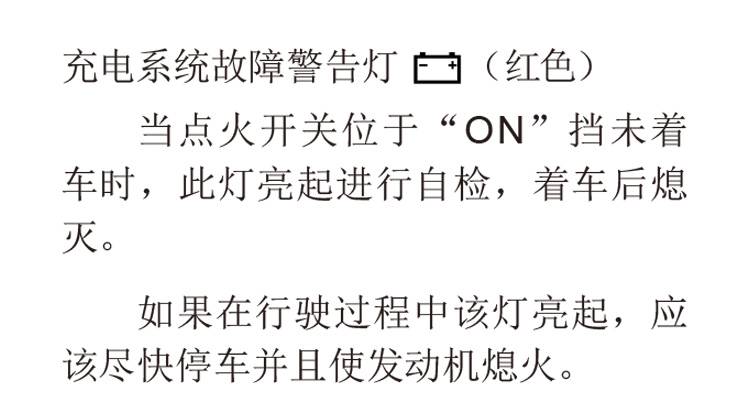 充电系统故障警告灯（红色）
当点火开关位于“ON”挡未着
车时，此灯亮起进行自检，着车后熄
灭。
如果在行驶过程中该灯亮起，应
该尽快停车并且使发动机熄火。